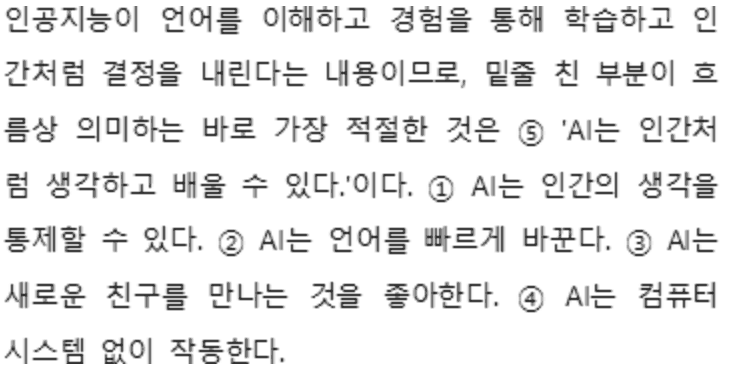 인공지능이 언어를 이해하고 경험을 통해 학습하고 인
간처럼 결정을 내린다는 내용이므로, 밑줄 친 부분이 흐
름상 의미하는 바로 가장 적절한 것은 ⑤ 'AI는 인간처
럼 생각하고 배울 수 있다.'이다. ① AI는 인간의 생각을
통제할 수 있다. ② AI는 언어를 빠르게 바꾼다. ③ AI는
새로운 친구를 만나는 것을 좋아한다. ④ AI는 컴퓨터
시스템 없이 작동한다.